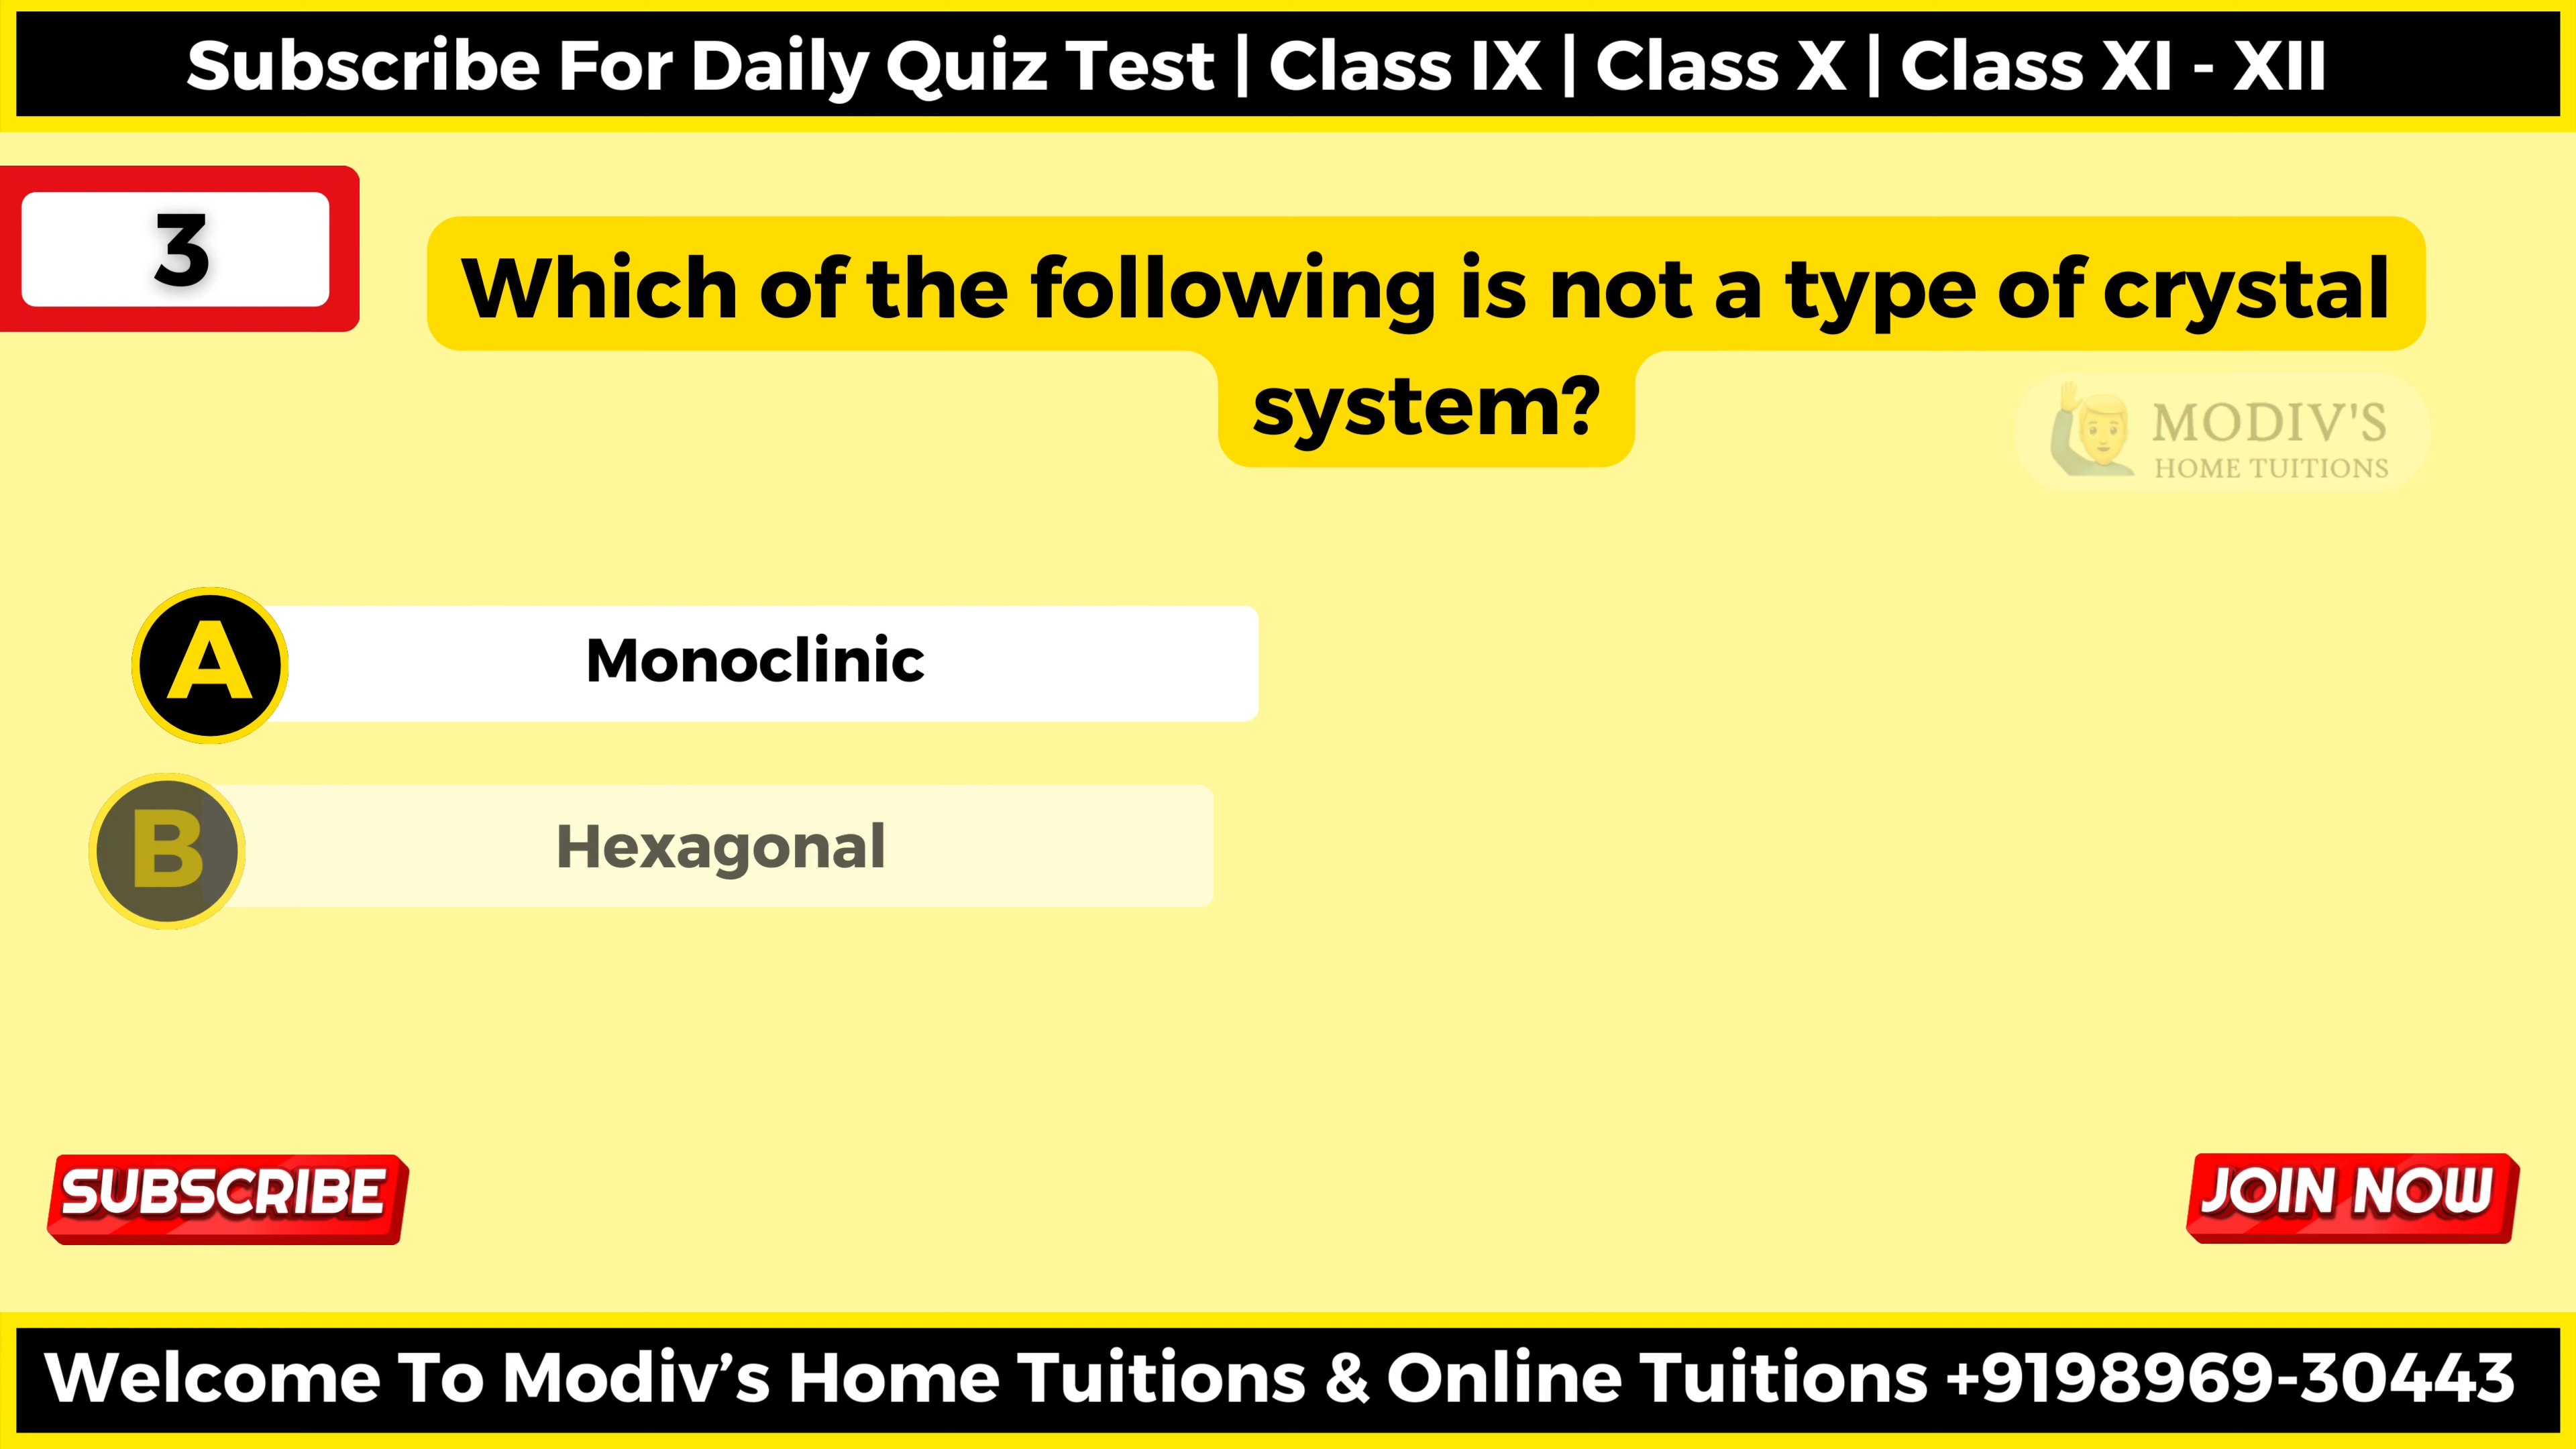 Subscribe For Daily Quiz Test | Class IX | Class X | Class XI - XII
3
Which of the following is not a type of crystal
system?
MODIV'S
HOME TUITIONS
A
Monoclinic
B
Hexagonal
SUBSCRIBE
JOIN NOW
Welcome To Modiv’s Home Tuitions & Online Tuitions +9198969-30443